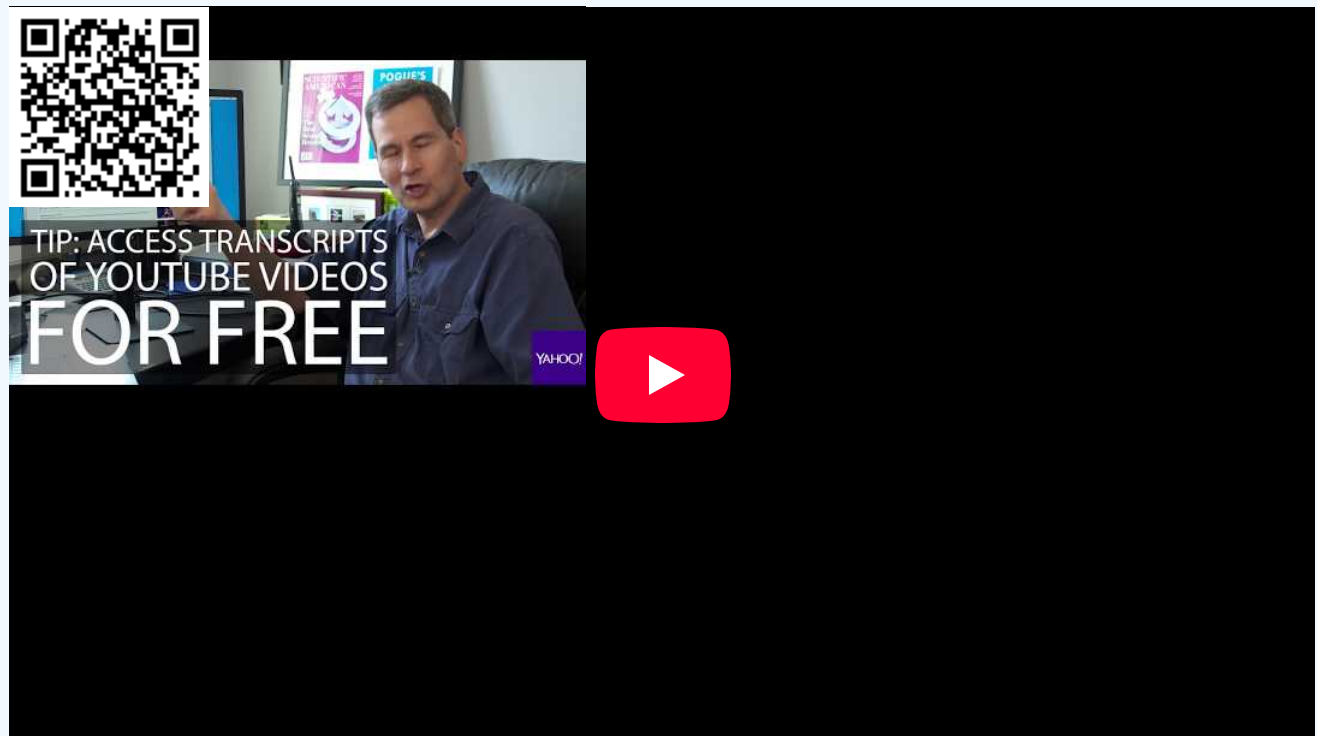 SCIENTIFIC
AMERICAN
POGUE'S
TIP: ACCESS TRANSCRIPTS
OF YOUTUBE VIDEOS
FOR FREE
YAHOO!